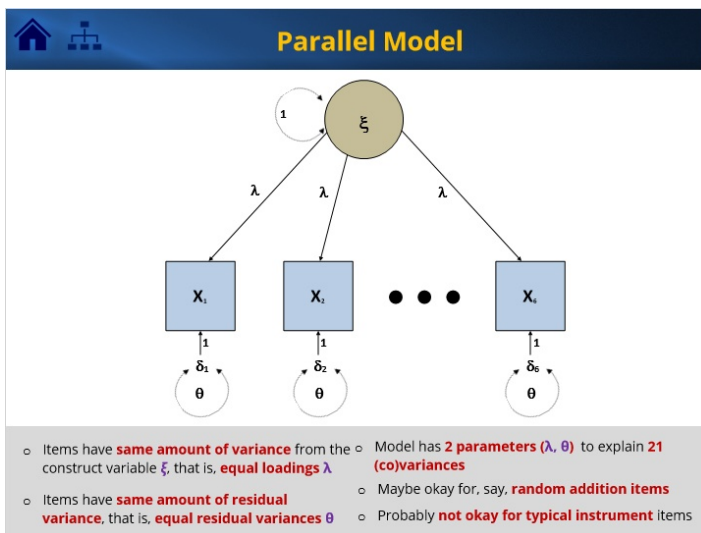 Parallel Model
1
ξ
λ λ λ
X₁ X₂ X₆
1 1 1
δ₁ δ₂ δ₆
θ θ θ
Items have same amount of variance from the
construct variable ξ, that is, equal loadings λ
Items have same amount of residual
variance, that is, equal residual variances θ
Model has 2 parameters (λ, θ) to explain 21
(co)variances
Maybe okay for, say, random addition items
Probably not okay for typical instrument items